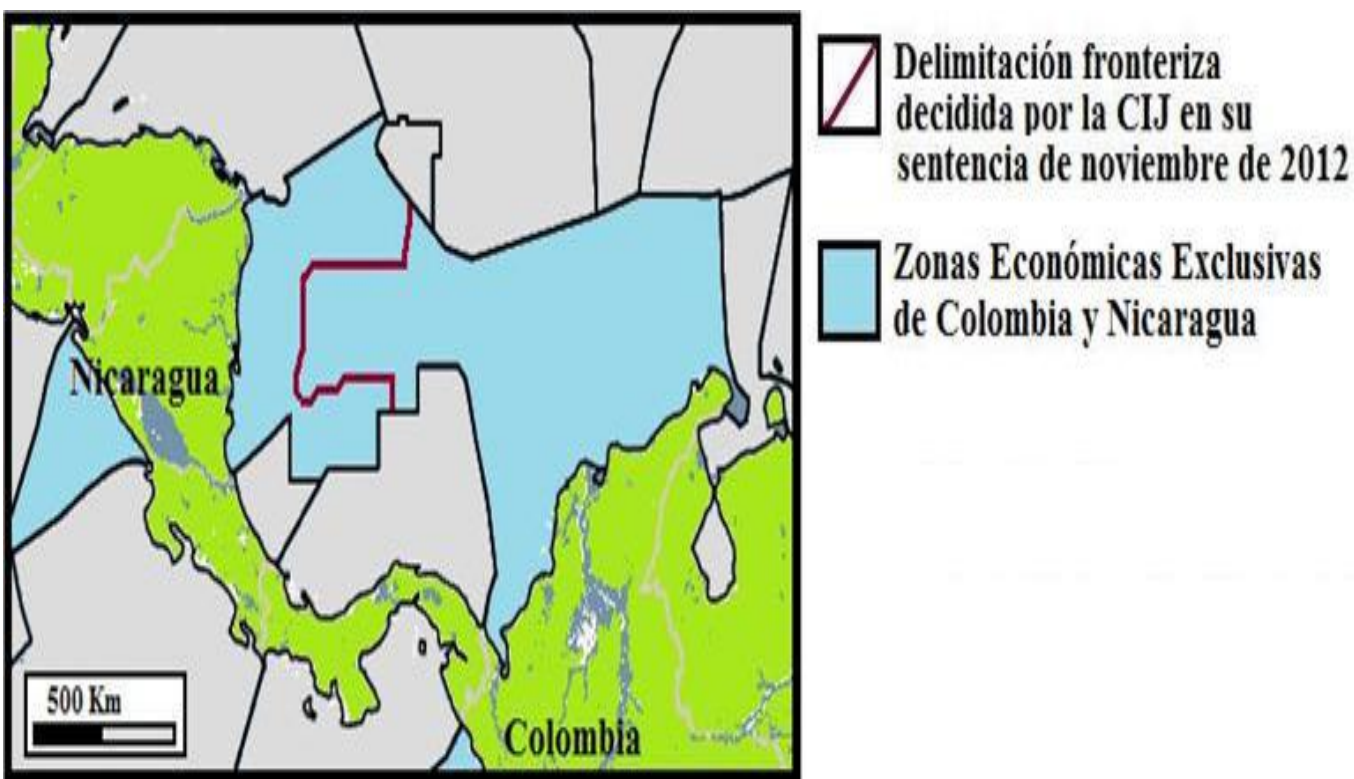 Delimitación fronteriza
decidida por la CIJ en su
sentencia de noviembre de 2012
Zonas Económicas Exclusivas
de Colombia y Nicaragua
Nicaragua
500 Km
Colombia